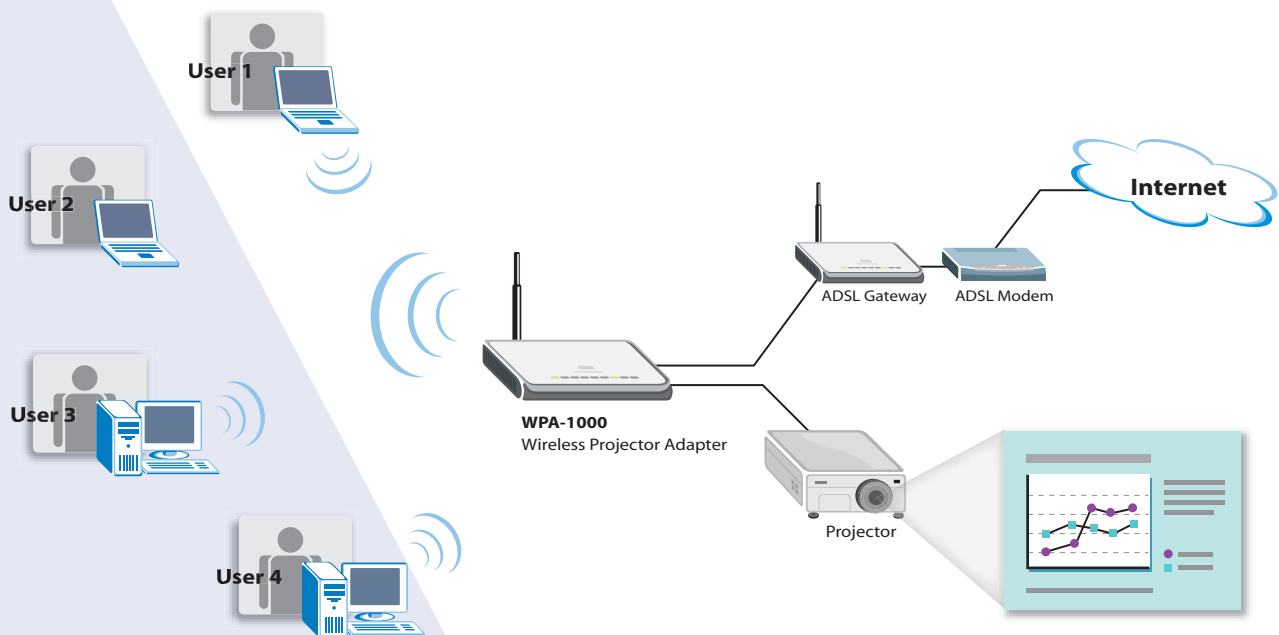 User 1
User 2
User 3
User 4
WPA-1000
Wireless Projector Adapter
ADSL Gateway
ADSL Modem
Internet
Projector